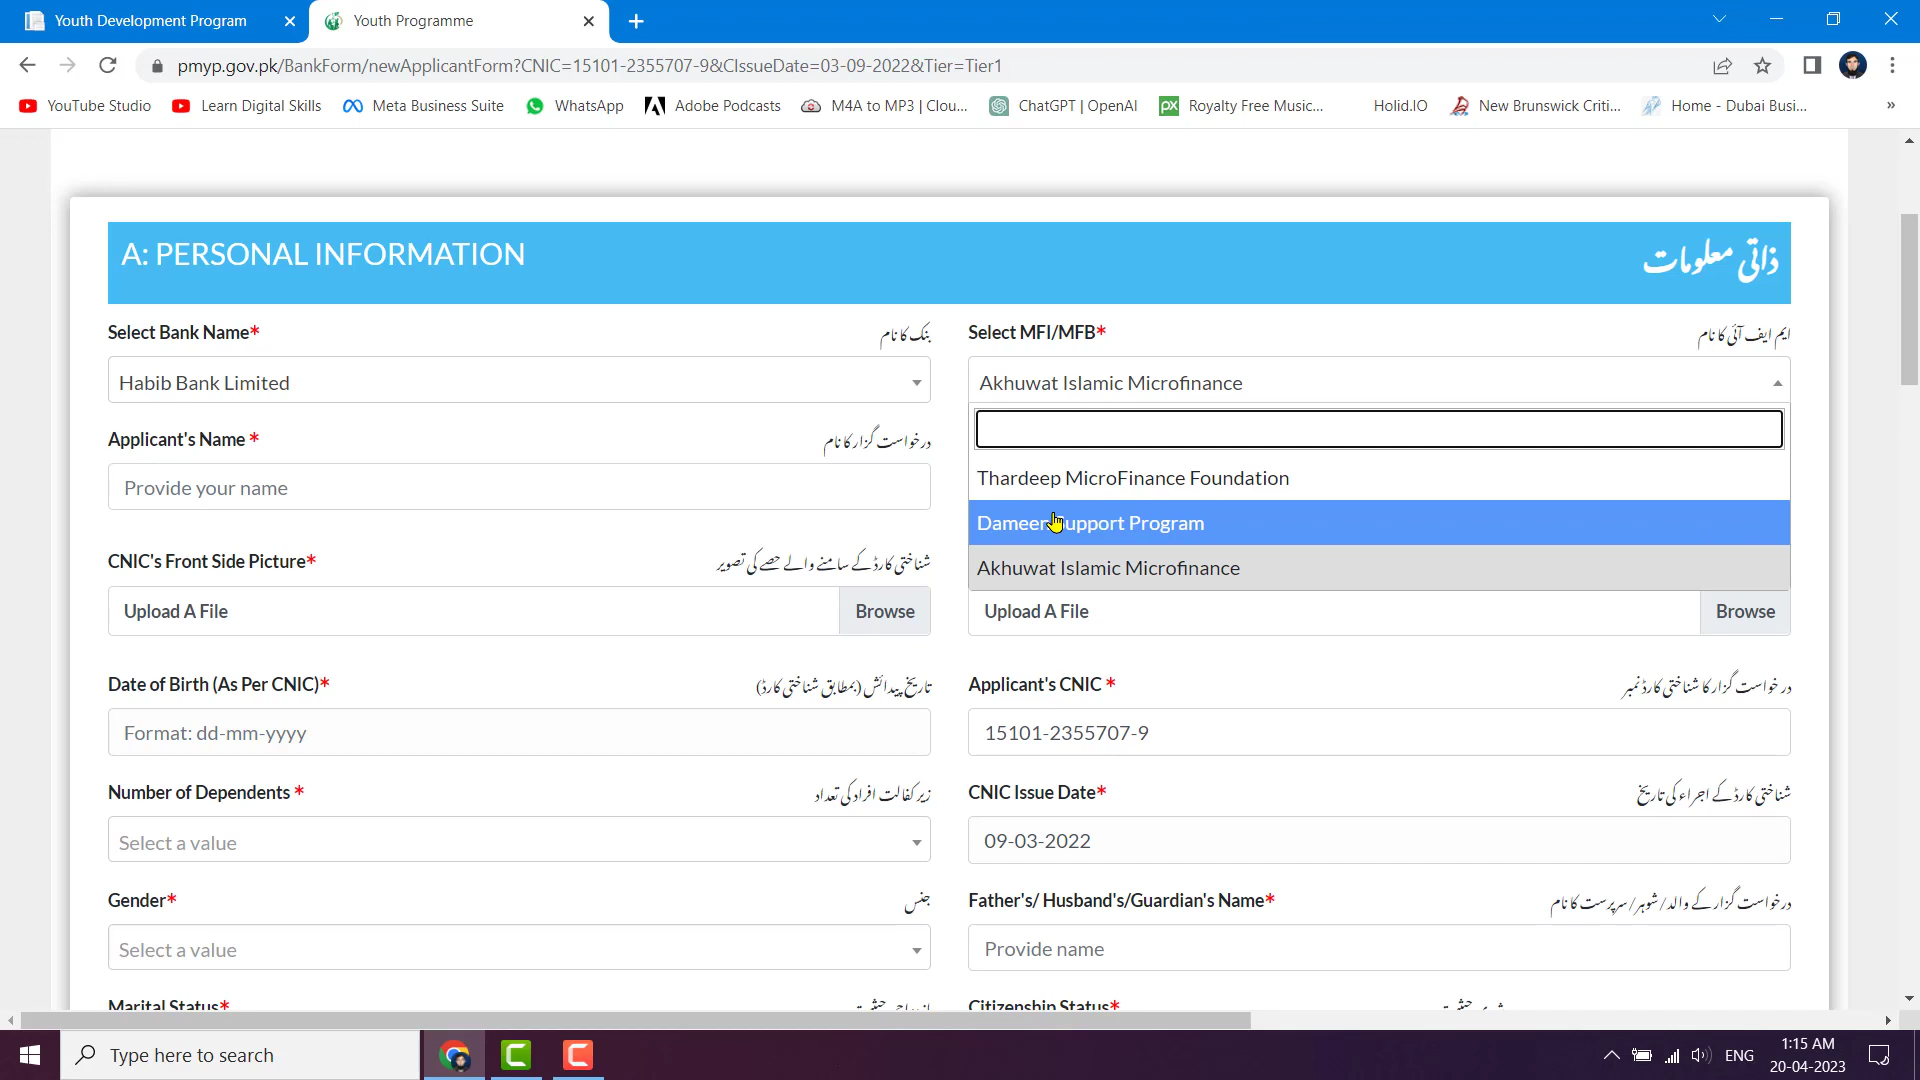 Youth Development Program
Youth Programme
pmyp.gov.pk/BankForm/newApplicantForm?CNIC=15101-2355707-9&CIssueDate=03-09-2022&Tier=Tier1
YouTube Studio Learn Digital Skills Meta Business Suite WhatsApp Adobe Podcasts M4A to MP3 | Clou... ChatGPT | OpenAI Royalty Free Music... Holid.IO New Brunswick Criti... Home - Dubai Busi... »
A: PERSONAL INFORMATION ذاتی معلومات
Select Bank Name* بنک کا نام
Select MFI/MFB* ایم ایف آئی کا نام
Habib Bank Limited
Akhuwat Islamic Microfinance
Applicant's Name * درخواست گزار کا نام
Provide your name
Thardeep MicroFinance Foundation
Dameen Support Program
Akhuwat Islamic Microfinance
CNIC's Front Side Picture* شناختی کارڈ کے سامنے والے حصے کی تصویر
Upload A File Browse
Upload A File Browse
Date of Birth (As Per CNIC)* تاریخ پیدائش (بمطابق شناختی کارڈ)
Applicant's CNIC * درخواست گزار کا شناختی کارڈ نمبر
Format: dd-mm-yyyy
15101-2355707-9
Number of Dependents * زیر کفالت افراد کی تعداد
CNIC Issue Date* شناختی کارڈ کے اجراء کی تاریخ
Select a value
09-03-2022
Gender* جنس
Father's/ Husband's/Guardian's Name* درخواست گزار کے والد/شوہر/سرپرست کا نام
Select a value
Provide name
Marital Status*
Citizenship Status*
Type here to search
ENG
1:15 AM
20-04-2023